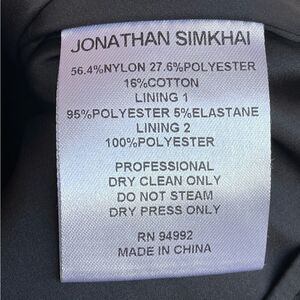 JONATHAN SIMKHAI
56.4%NYLON 27.6%POLYESTER
16%COTTON
LINING 1
95%POLYESTER 5%ELASTANE
LINING 2
100%POLYESTER
PROFESSIONAL
DRY CLEAN ONLY
DO NOT STEAM
DRY PRESS ONLY
RN 94992
MADE IN CHINA